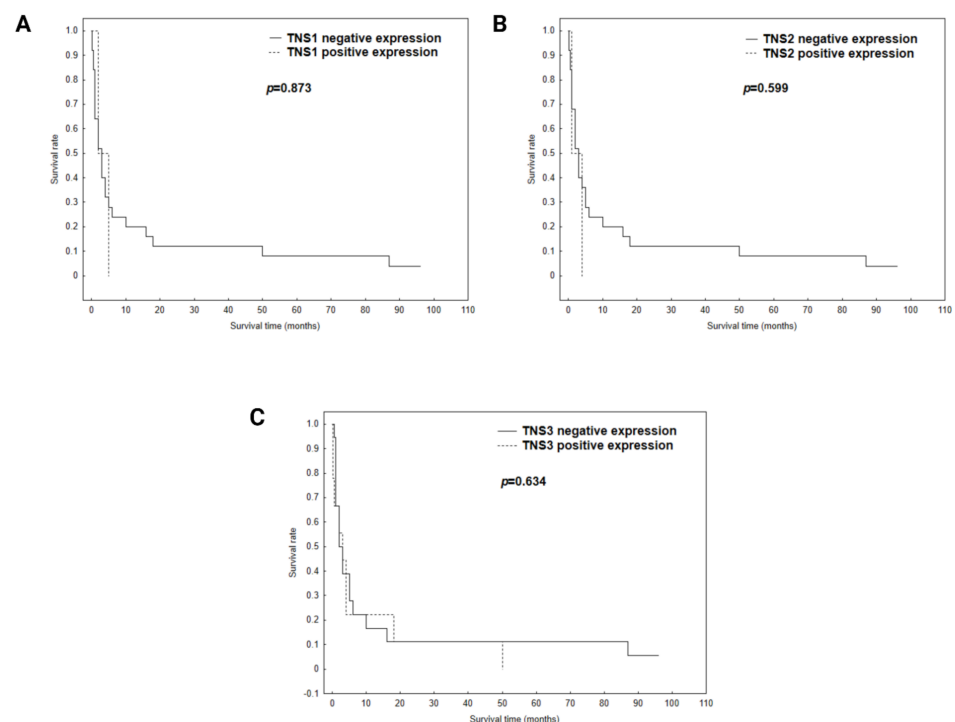 A
TNS1 negative expression
TNS1 positive expression
p=0.873
Survival rate
1.0
0.9
0.8
0.7
0.6
0.5
0.4
0.3
0.2
0.1
0
0 10 20 30 40 50 60 70 80 90 100 110
Survival time (months)
B
TNS2 negative expression
TNS2 positive expression
p=0.599
Survival rate
1.0
0.9
0.8
0.7
0.6
0.5
0.4
0.3
0.2
0.1
0
0 10 20 30 40 50 60 70 80 90 100 110
Survival time (months)
C
TNS3 negative expression
TNS3 positive expression
p=0.634
Survival rate
1.0
0.9
0.8
0.7
0.6
0.5
0.4
0.3
0.2
0.1
0
-0.1
0 10 20 30 40 50 60 70 80 90 100 110
Survival time (months)